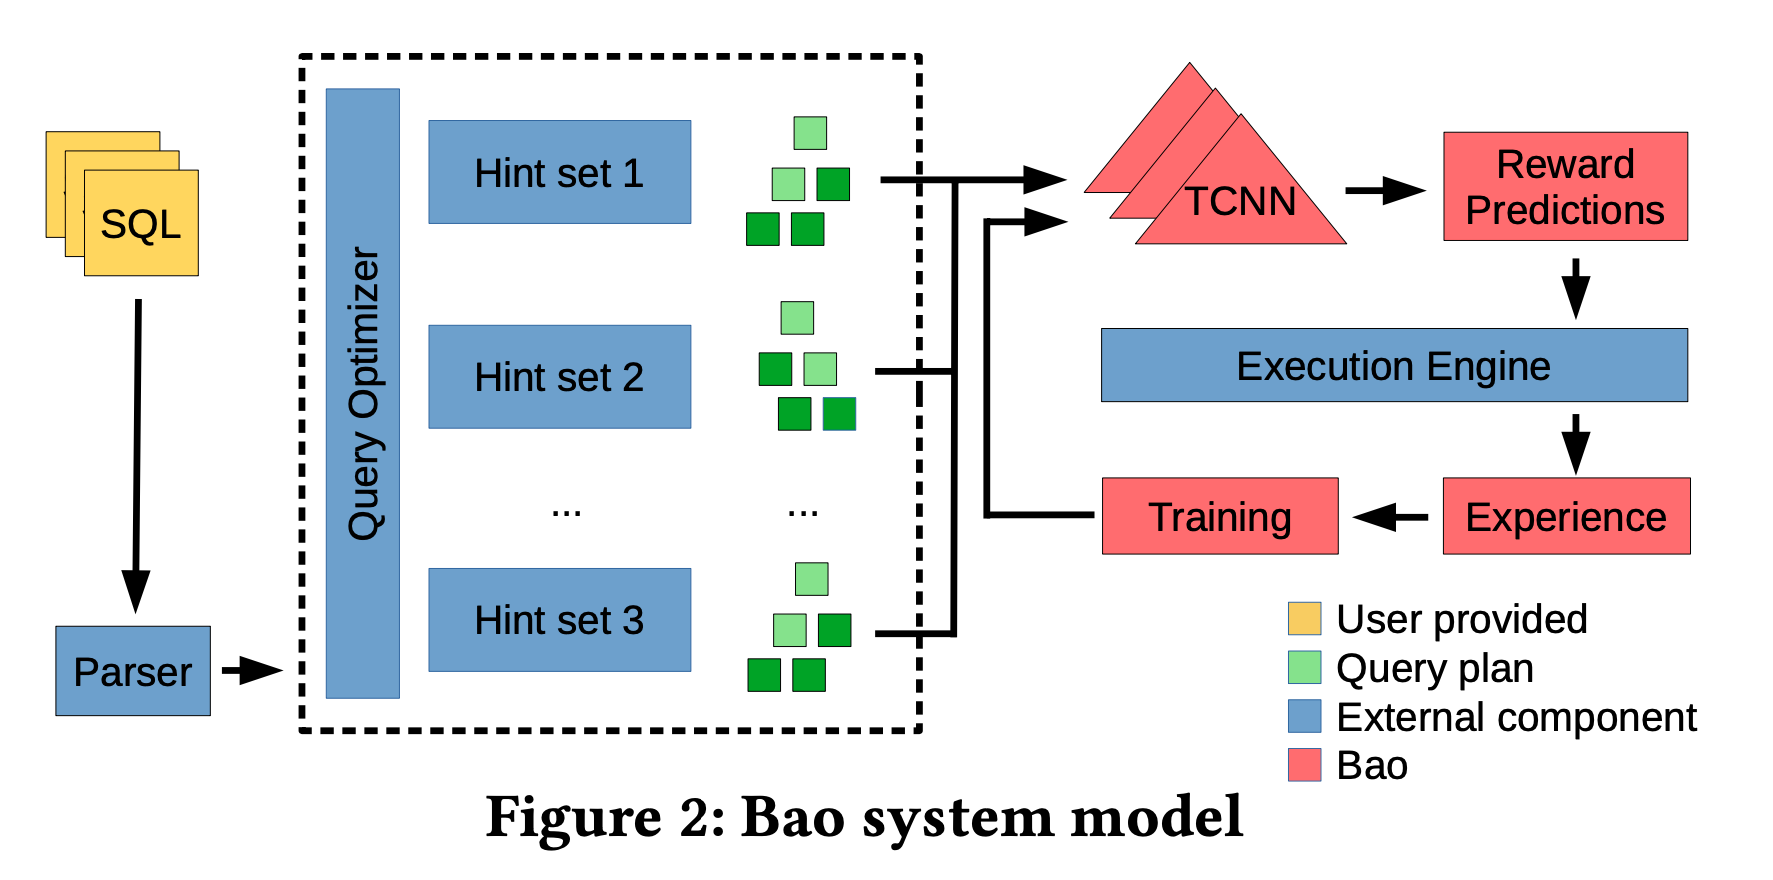 SQL
Parser
Query Optimizer
Hint set 1
Hint set 2
...
...
Hint set 3
TCNN
Reward
Predictions
Execution Engine
Training
Experience
User provided
Query plan
External component
Bao
Figure 2: Bao system model